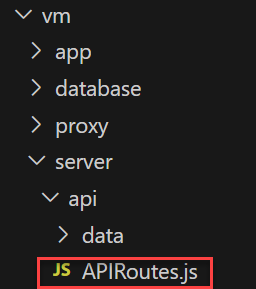 vm
app
database
proxy
server
api
data
JS APIRoutes.js